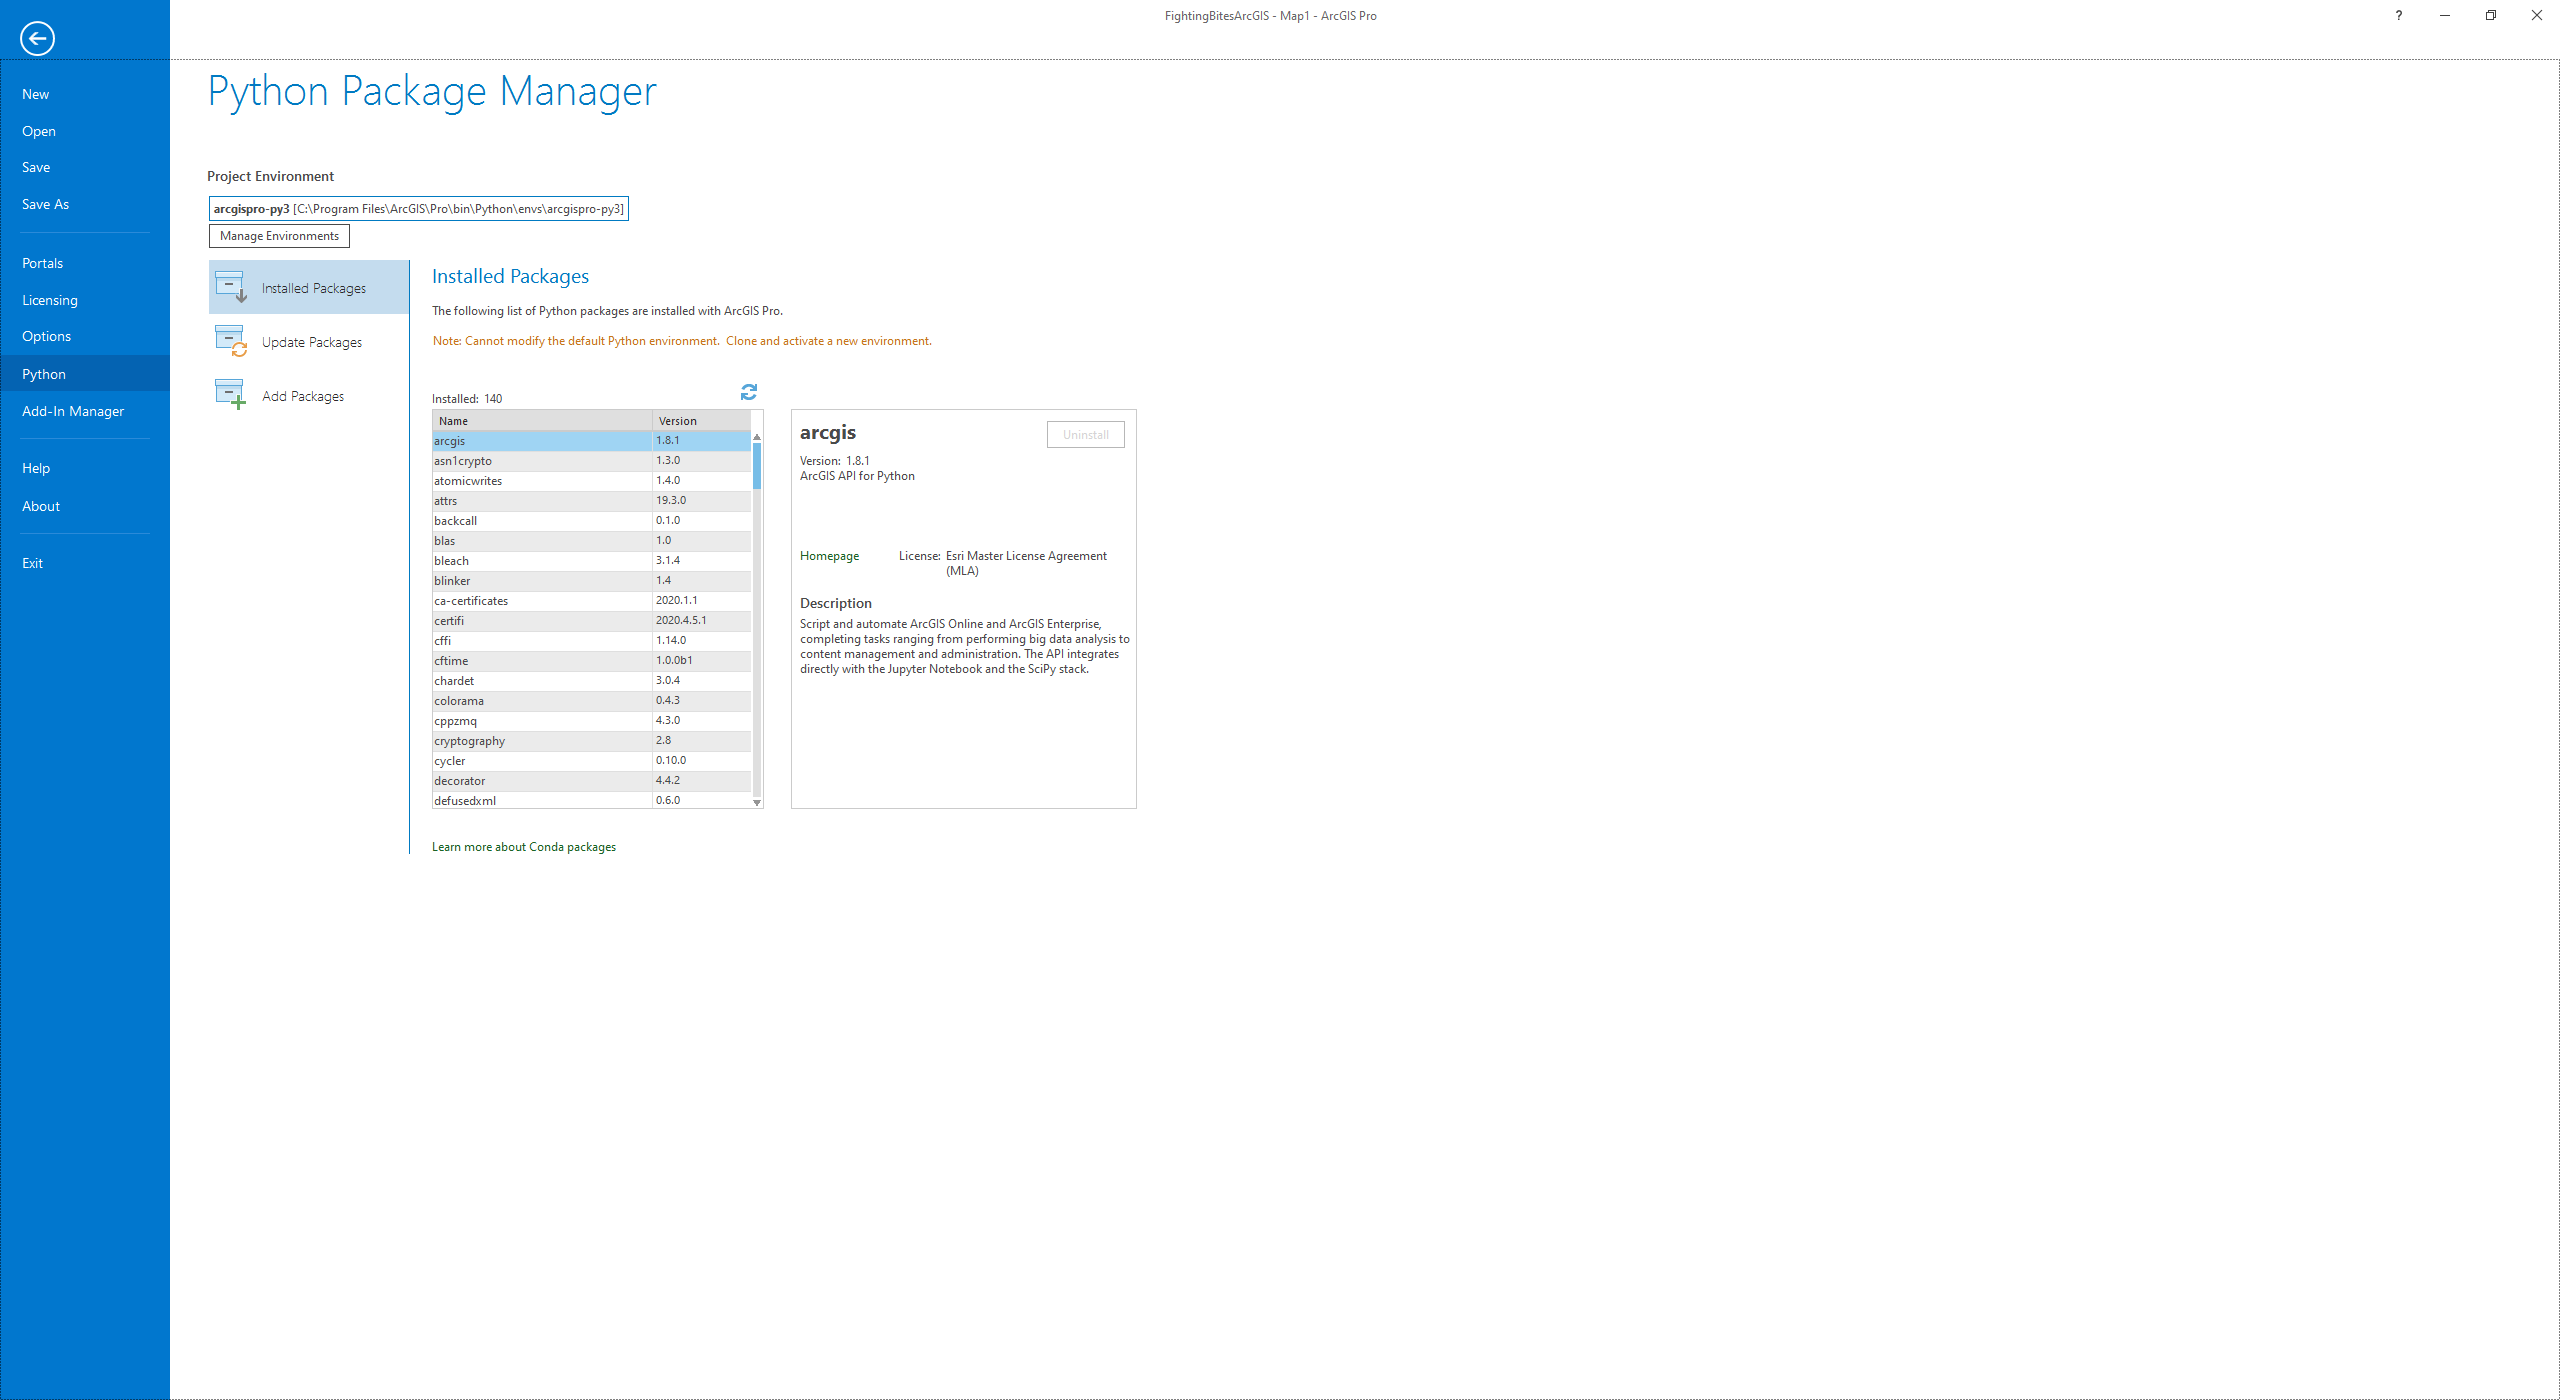 FightingBitesArcGIS - Map1 - ArcGIS Pro
?
New
Open
Save
Save As
Portals
Licensing
Options
Python
Add-In Manager
Help
About
Exit
Python Package Manager
Project Environment
arcgispro-py3 [C:\Program Files\ArcGIS\Pro\bin\Python\envs\arcgispro-py3]
Manage Environments
Installed Packages
Update Packages
Add Packages
Installed Packages
The following list of Python packages are installed with ArcGIS Pro.
Note: Cannot modify the default Python environment. Clone and activate a new environment.
Installed: 140
Name Version
arcgis 1.8.1
asn1crypto 1.3.0
atomicwrites 1.4.0
attrs 19.3.0
backcall 0.1.0
blas 1.0
bleach 3.1.4
blinker 1.4
ca-certificates 2020.1.1
certifi 2020.4.5.1
cffi 1.14.0
cftime 1.0.0b1
chardet 3.0.4
colorama 0.4.3
cppzmq 4.3.0
cryptography 2.8
cycler 0.10.0
decorator 4.4.2
defusedxml 0.6.0
arcgis
Uninstall
Version: 1.8.1
ArcGIS API for Python
Homepage
License: Esri Master License Agreement
(MLA)
Description
Script and automate ArcGIS Online and ArcGIS Enterprise,
completing tasks ranging from performing big data analysis to
content management and administration. The API integrates
directly with the Jupyter Notebook and the SciPy stack.
Learn more about Conda packages